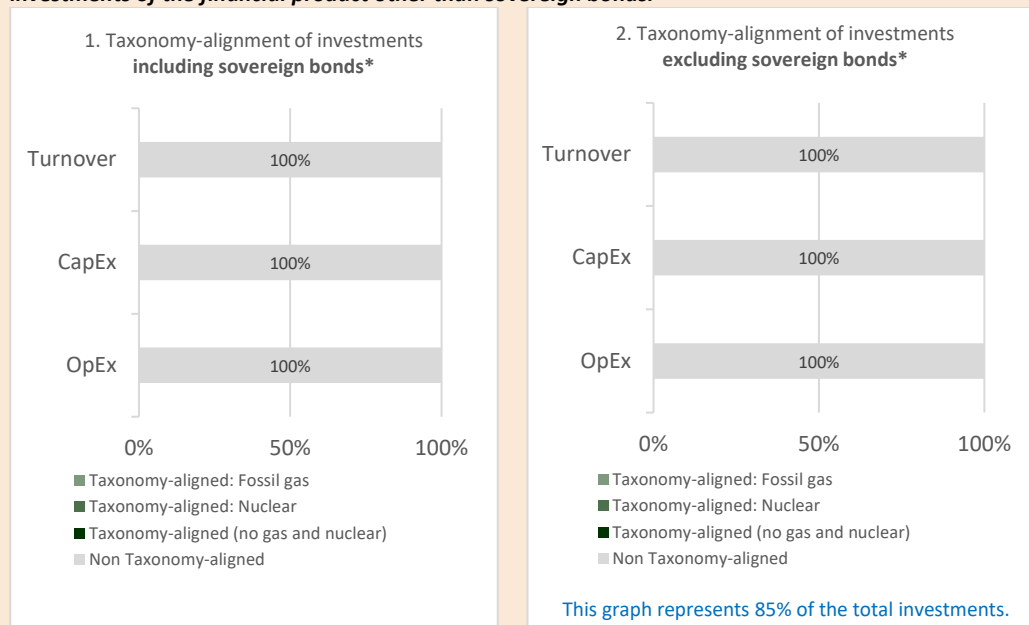 investments of the financial product other than sovereign bonds.
1. Taxonomy-alignment of investments
including sovereign bonds*
Turnover
100%
CapEx
100%
OpEx
100%
0%
50%
100%
Taxonomy-aligned: Fossil gas
Taxonomy-aligned: Nuclear
Taxonomy-aligned (no gas and nuclear)
Non Taxonomy-aligned
2. Taxonomy-alignment of investments
excluding sovereign bonds*
Turnover
100%
CapEx
100%
OpEx
100%
0%
50%
100%
Taxonomy-aligned: Fossil gas
Taxonomy-aligned: Nuclear
Taxonomy-aligned (no gas and nuclear)
Non Taxonomy-aligned
This graph represents 85% of the total investments.